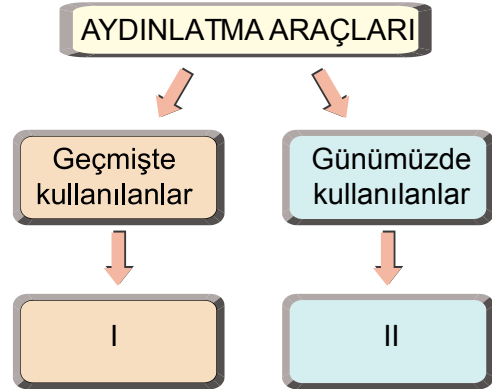 AYDINLATMA ARAÇLARI
Geçmişte
kullanılanlar
Günümüzde
kullanılanlar
I
II